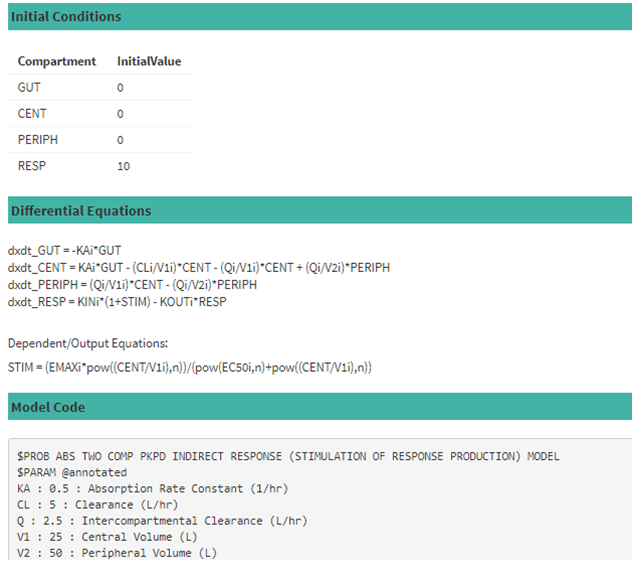 Initial Conditions
Compartment InitialValue
GUT 0
CENT 0
PERIPH 0
RESP 10
Differential Equations
dxdt_GUT = -KAi*GUT
dxdt_CENT = KAi*GUT - (CLi/V1i)*CENT - (Qi/V1i)*CENT + (Qi/V2i)*PERIPH
dxdt_PERIPH = (Qi/V1i)*CENT - (Qi/V2i)*PERIPH
dxdt_RESP = KINi*(1+STIM) - KOUTi*RESP
Dependent/Output Equations:
STIM = (EMAXi*pow((CENT/V1i),n))/(pow(EC50i,n)+pow((CENT/V1i),n))
Model Code
$PROB ABS TWO COMP PKPD INDIRECT RESPONSE (STIMULATION OF RESPONSE PRODUCTION) MODEL
$PARAM @annotated
KA : 0.5 : Absorption Rate Constant (1/hr)
CL : 5 : Clearance (L/hr)
Q : 2.5 : Intercompartmental Clearance (L/hr)
V1 : 25 : Central Volume (L)
V2 : 50 : Peripheral Volume (L)